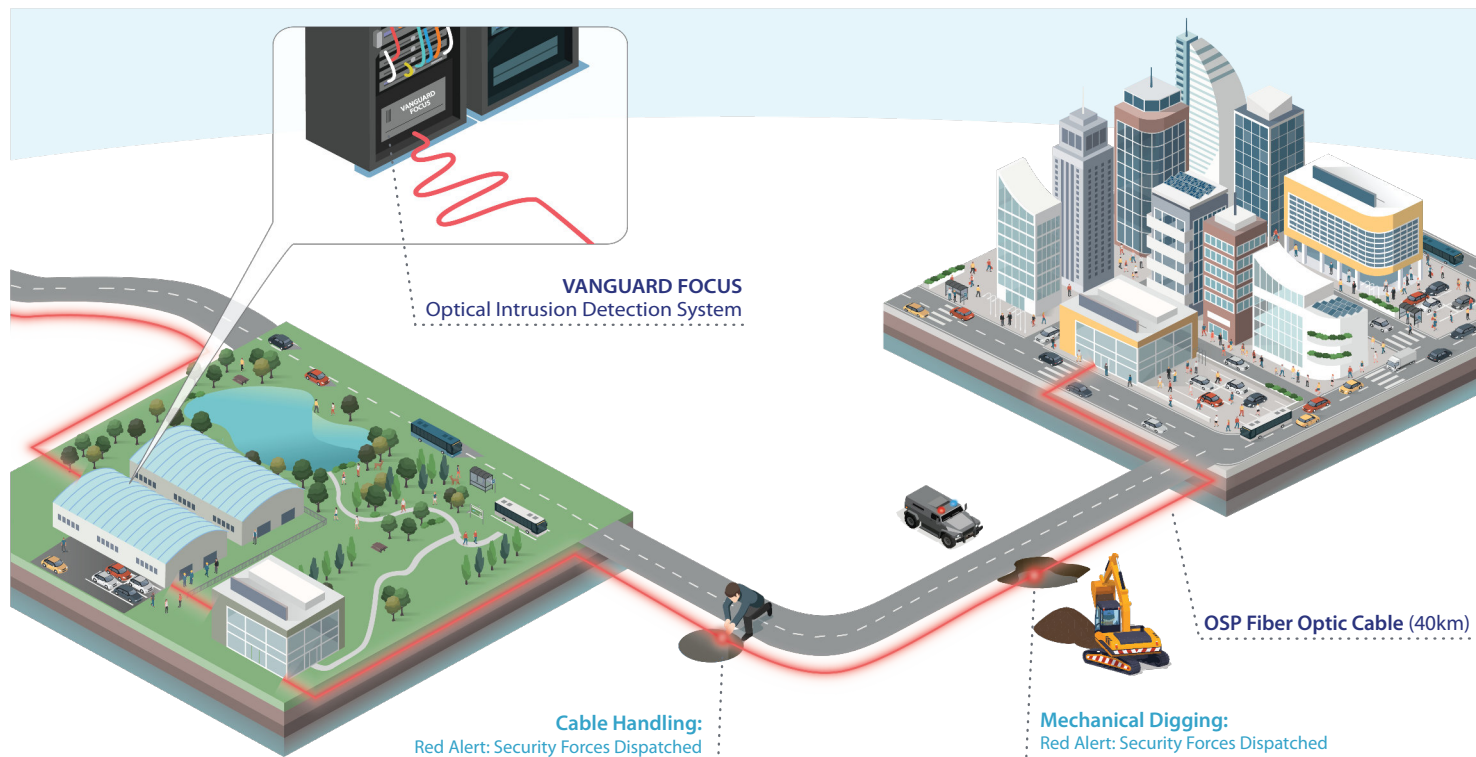 VANGUARD
FOCUS
VANGUARD FOCUS
Optical Intrusion Detection System
OSP Fiber Optic Cable (40km)
Cable Handling:
Red Alert: Security Forces Dispatched
Mechanical Digging:
Red Alert: Security Forces Dispatched